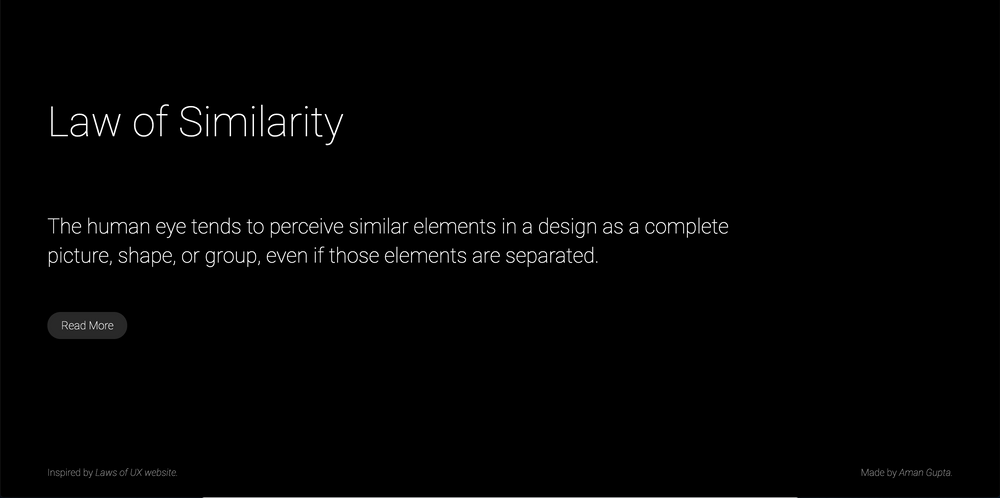 Law of Similarity
The human eye tends to perceive similar elements in a design as a complete
picture, shape, or group, even if those elements are separated.
Read More
Inspired by Laws of UX website.
Made by Aman Gupta.